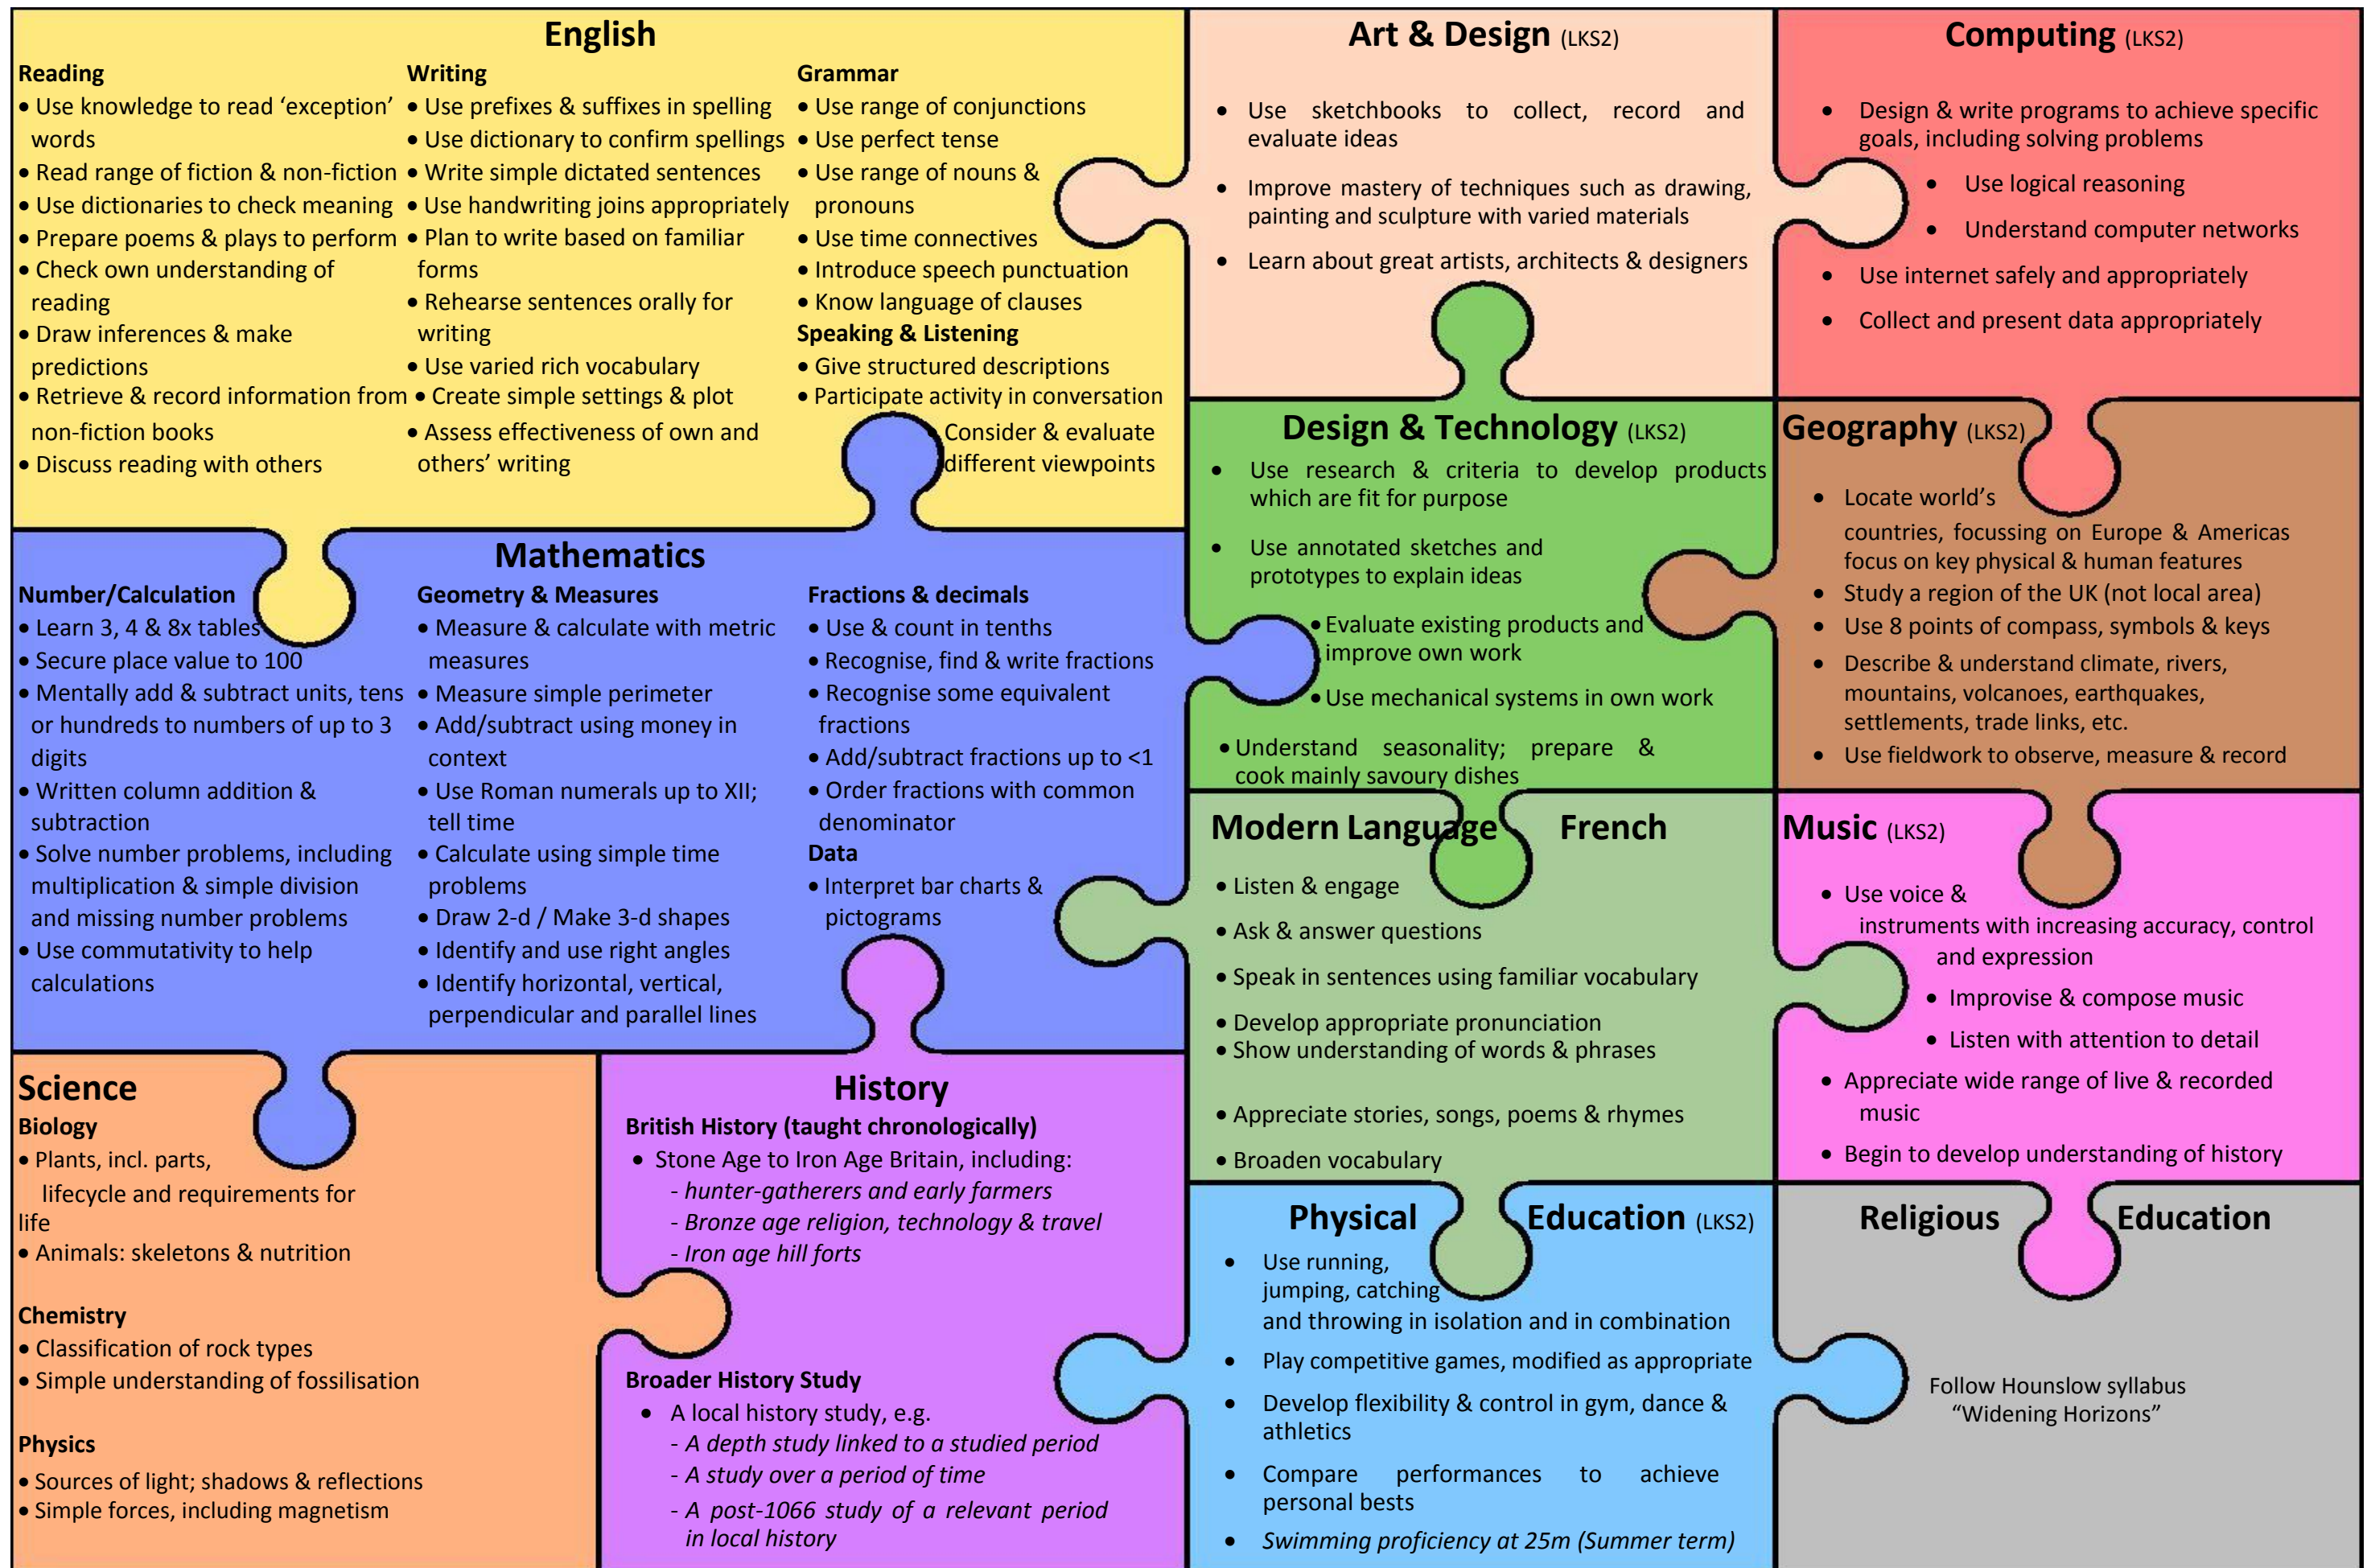 English
Reading
• Use knowledge to read ‘exception’
words
• Read range of fiction & non-fiction
• Use dictionaries to check meaning
• Prepare poems & plays to perform
• Check own understanding of
reading
• Draw inferences & make
predictions
• Retrieve & record information from
non-fiction books
• Discuss reading with others
Writing
• Use prefixes & suffixes in spelling
• Use dictionary to confirm spellings
• Write simple dictated sentences
• Use handwriting joins appropriately
• Plan to write based on familiar
forms
• Rehearse sentences orally for
writing
• Use varied rich vocabulary
• Create simple settings & plot
• Assess effectiveness of own and
others’ writing
Grammar
• Use range of conjunctions
• Use perfect tense
• Use range of nouns &
pronouns
• Use time connectives
• Introduce speech punctuation
• Know language of clauses
Speaking & Listening
• Give structured descriptions
• Participate activity in conversation
• Consider & evaluate
different viewpoints
Art & Design (LKS2)
• Use sketchbooks to collect, record and
evaluate ideas
• Improve mastery of techniques such as drawing,
painting and sculpture with varied materials
• Learn about great artists, architects & designers
Computing (LKS2)
• Design & write programs to achieve specific
goals, including solving problems
• Use logical reasoning
• Understand computer networks
• Use internet safely and appropriately
• Collect and present data appropriately
Mathematics
Number/Calculation
• Learn 3, 4 & 8x tables
• Secure place value to 100
• Mentally add & subtract units, tens
or hundreds to numbers of up to 3
digits
• Written column addition &
subtraction
• Solve number problems, including
multiplication & simple division
and missing number problems
• Use commutativity to help
calculations
Geometry & Measures
• Measure & calculate with metric
measures
• Measure simple perimeter
• Add/subtract using money in
context
• Use Roman numerals up to XII;
tell time
• Calculate using simple time
problems
• Draw 2-d / Make 3-d shapes
• Identify and use right angles
• Identify horizontal, vertical,
perpendicular and parallel lines
Fractions & decimals
• Use & count in tenths
• Recognise, find & write fractions
• Recognise some equivalent
fractions
• Add/subtract fractions up to <1
• Order fractions with common
denominator
Data
• Interpret bar charts &
pictograms
Design & Technology (LKS2)
• Use research & criteria to develop products
which are fit for purpose
• Use annotated sketches and
prototypes to explain ideas
• Evaluate existing products and
improve own work
• Use mechanical systems in own work
• Understand seasonality; prepare &
cook mainly savoury dishes
Geography (LKS2)
• Locate world’s
countries, focussing on Europe & Americas
focus on key physical & human features
• Study a region of the UK (not local area)
• Use 8 points of compass, symbols & keys
• Describe & understand climate, rivers,
mountains, volcanoes, earthquakes,
settlements, trade links, etc.
• Use fieldwork to observe, measure & record
Modern Language French
• Listen & engage
• Ask & answer questions
• Speak in sentences using familiar vocabulary
• Develop appropriate pronunciation
• Show understanding of words & phrases
• Appreciate stories, songs, poems & rhymes
• Broaden vocabulary
Music (LKS2)
• Use voice &
instruments with increasing accuracy, control
and expression
• Improvise & compose music
• Listen with attention to detail
• Appreciate wide range of live & recorded
music
• Begin to develop understanding of history
Science
Biology
• Plants, incl. parts,
lifecycle and requirements for
life
• Animals: skeletons & nutrition
Chemistry
• Classification of rock types
• Simple understanding of fossilisation
Physics
• Sources of light; shadows & reflections
• Simple forces, including magnetism
History
British History (taught chronologically)
• Stone Age to Iron Age Britain, including:
- hunter-gatherers and early farmers
- Bronze age religion, technology & travel
- Iron age hill forts
Broader History Study
• A local history study, e.g.
- A depth study linked to a studied period
- A study over a period of time
- A post-1066 study of a relevant period
in local history
Physical Education (LKS2)
• Use running,
jumping, catching
and throwing in isolation and in combination
• Play competitive games, modified as appropriate
• Develop flexibility & control in gym, dance &
athletics
• Compare performances to achieve
personal bests
• Swimming proficiency at 25m (Summer term)
Religious Education
Follow Hounslow syllabus
“Widening Horizons”